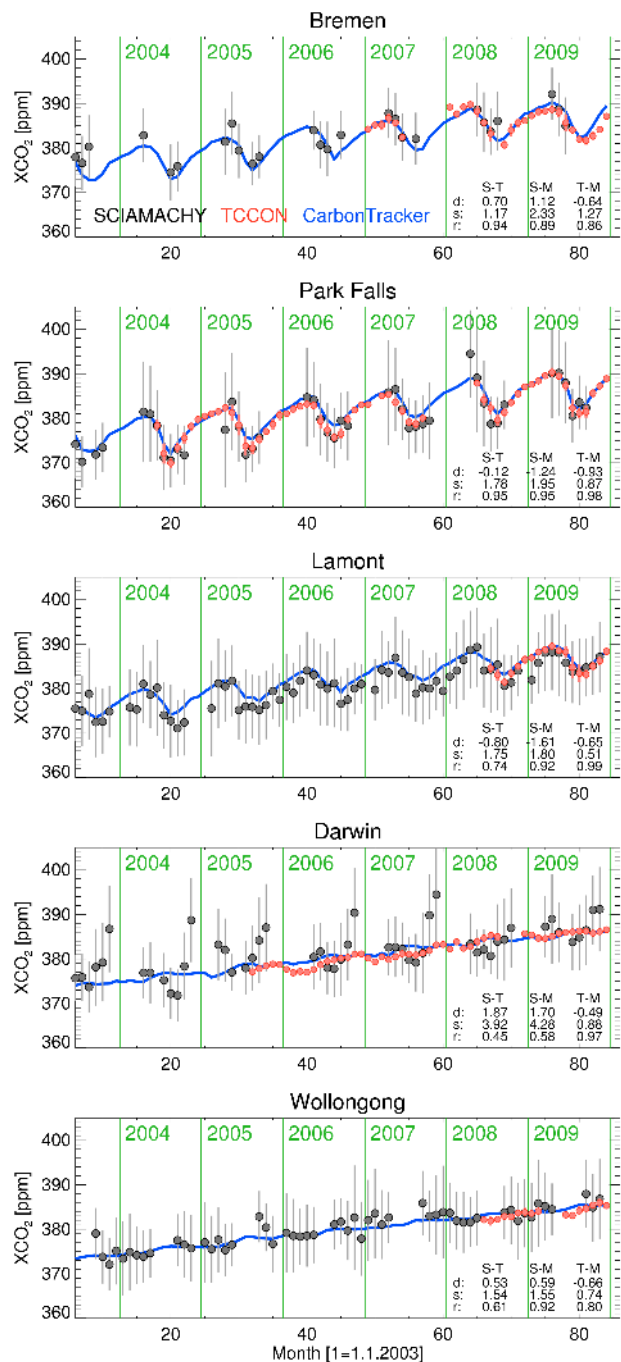 Bremen
XCO2 [ppm]
400
390
380
370
360
2004 2005 2006 2007 2008 2009
SCIAMACHY TCCON CarbonTracker
S-T S-M T-M
d: 0.70 1.12 -0.64
s: 1.17 2.33 1.27
r: 0.94 0.89 0.86
20 40 60 80
Park Falls
XCO2 [ppm]
400
390
380
370
360
2004 2005 2006 2007 2008 2009
S-T S-M T-M
d: -0.12 -1.24 -0.93
s: 1.78 1.95 0.87
r: 0.95 0.95 0.98
20 40 60 80
Lamont
XCO2 [ppm]
400
390
380
370
360
2004 2005 2006 2007 2008 2009
S-T S-M T-M
d: -0.80 -1.61 -0.65
s: 1.75 1.80 0.51
r: 0.74 0.92 0.99
20 40 60 80
Darwin
XCO2 [ppm]
400
390
380
370
360
2004 2005 2006 2007 2008 2009
S-T S-M T-M
d: 1.87 1.70 -0.49
s: 3.92 4.28 0.88
r: 0.45 0.58 0.97
20 40 60 80
Wollongong
XCO2 [ppm]
400
390
380
370
360
2004 2005 2006 2007 2008 2009
S-T S-M T-M
d: 0.53 0.59 -0.66
s: 1.54 1.55 0.74
r: 0.61 0.92 0.80
20 40 60 80
Month [1=1.1.2003]